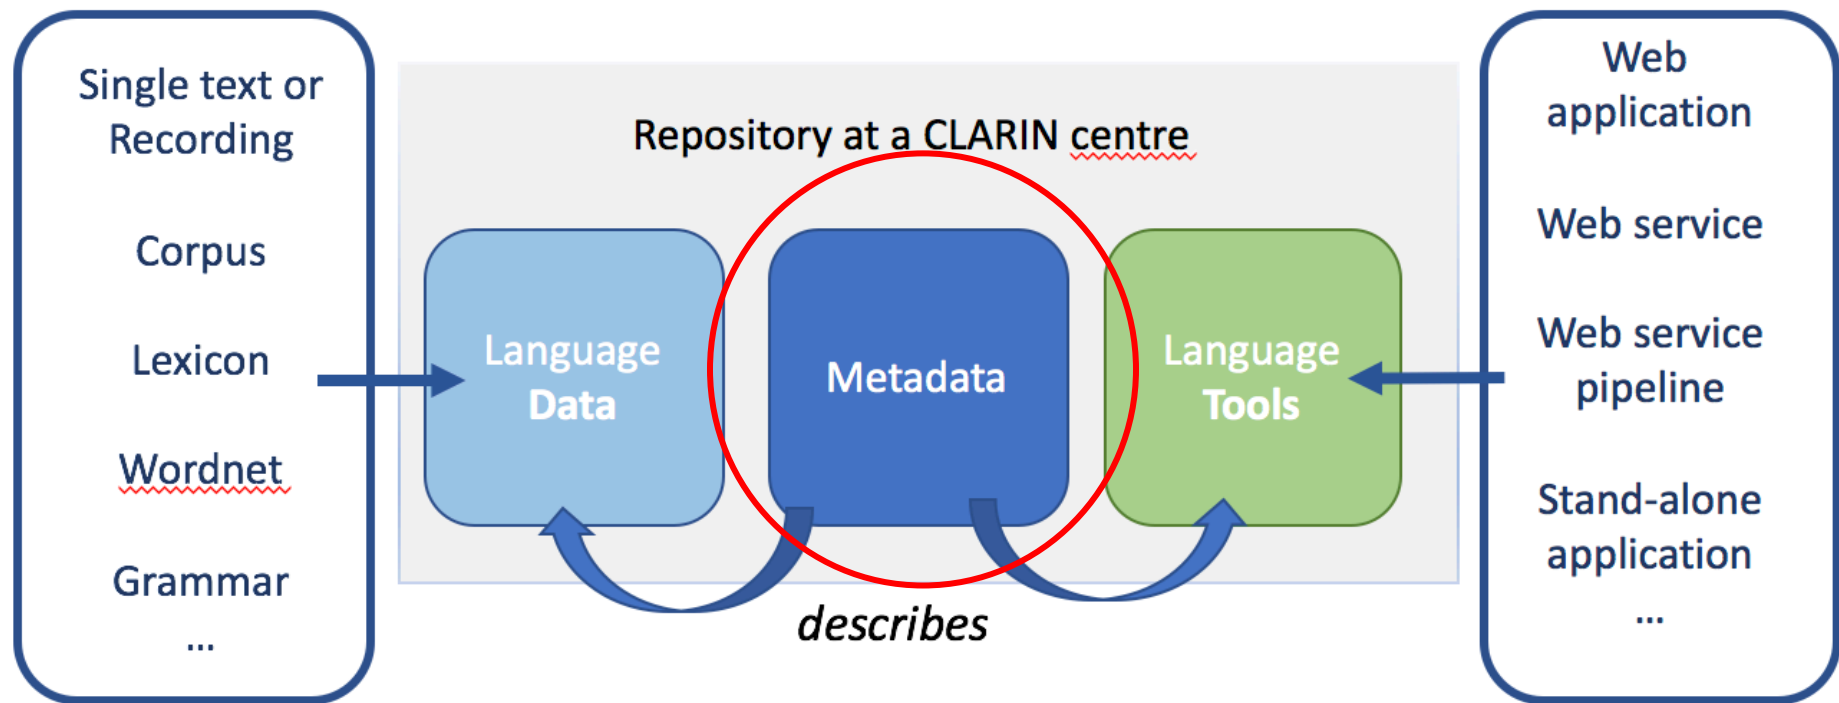 Single text or
Recording
Corpus
Lexicon
Wordnet
Grammar
...
Repository at a CLARIN centre
Language
Data
Metadata
Language
Tools
describes
Web
application
Web service
Web service
pipeline
Stand-alone
application
...